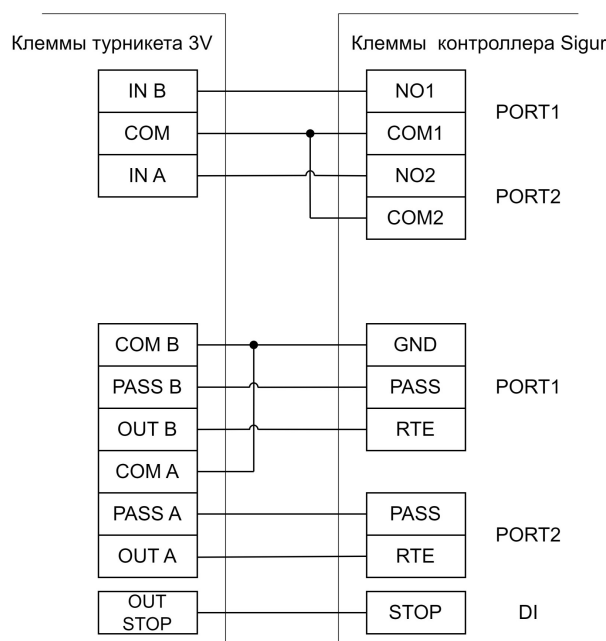 Клеммы турникета 3V
Клеммы контроллера Sigur
IN B
NO1
PORT1
COM
COM1
IN A
NO2
PORT2
COM2
COM B
GND
PASS B
PASS
PORT1
OUT B
RTE
COM A
PASS A
PASS
PORT2
OUT A
RTE
OUT
STOP
STOP
DI